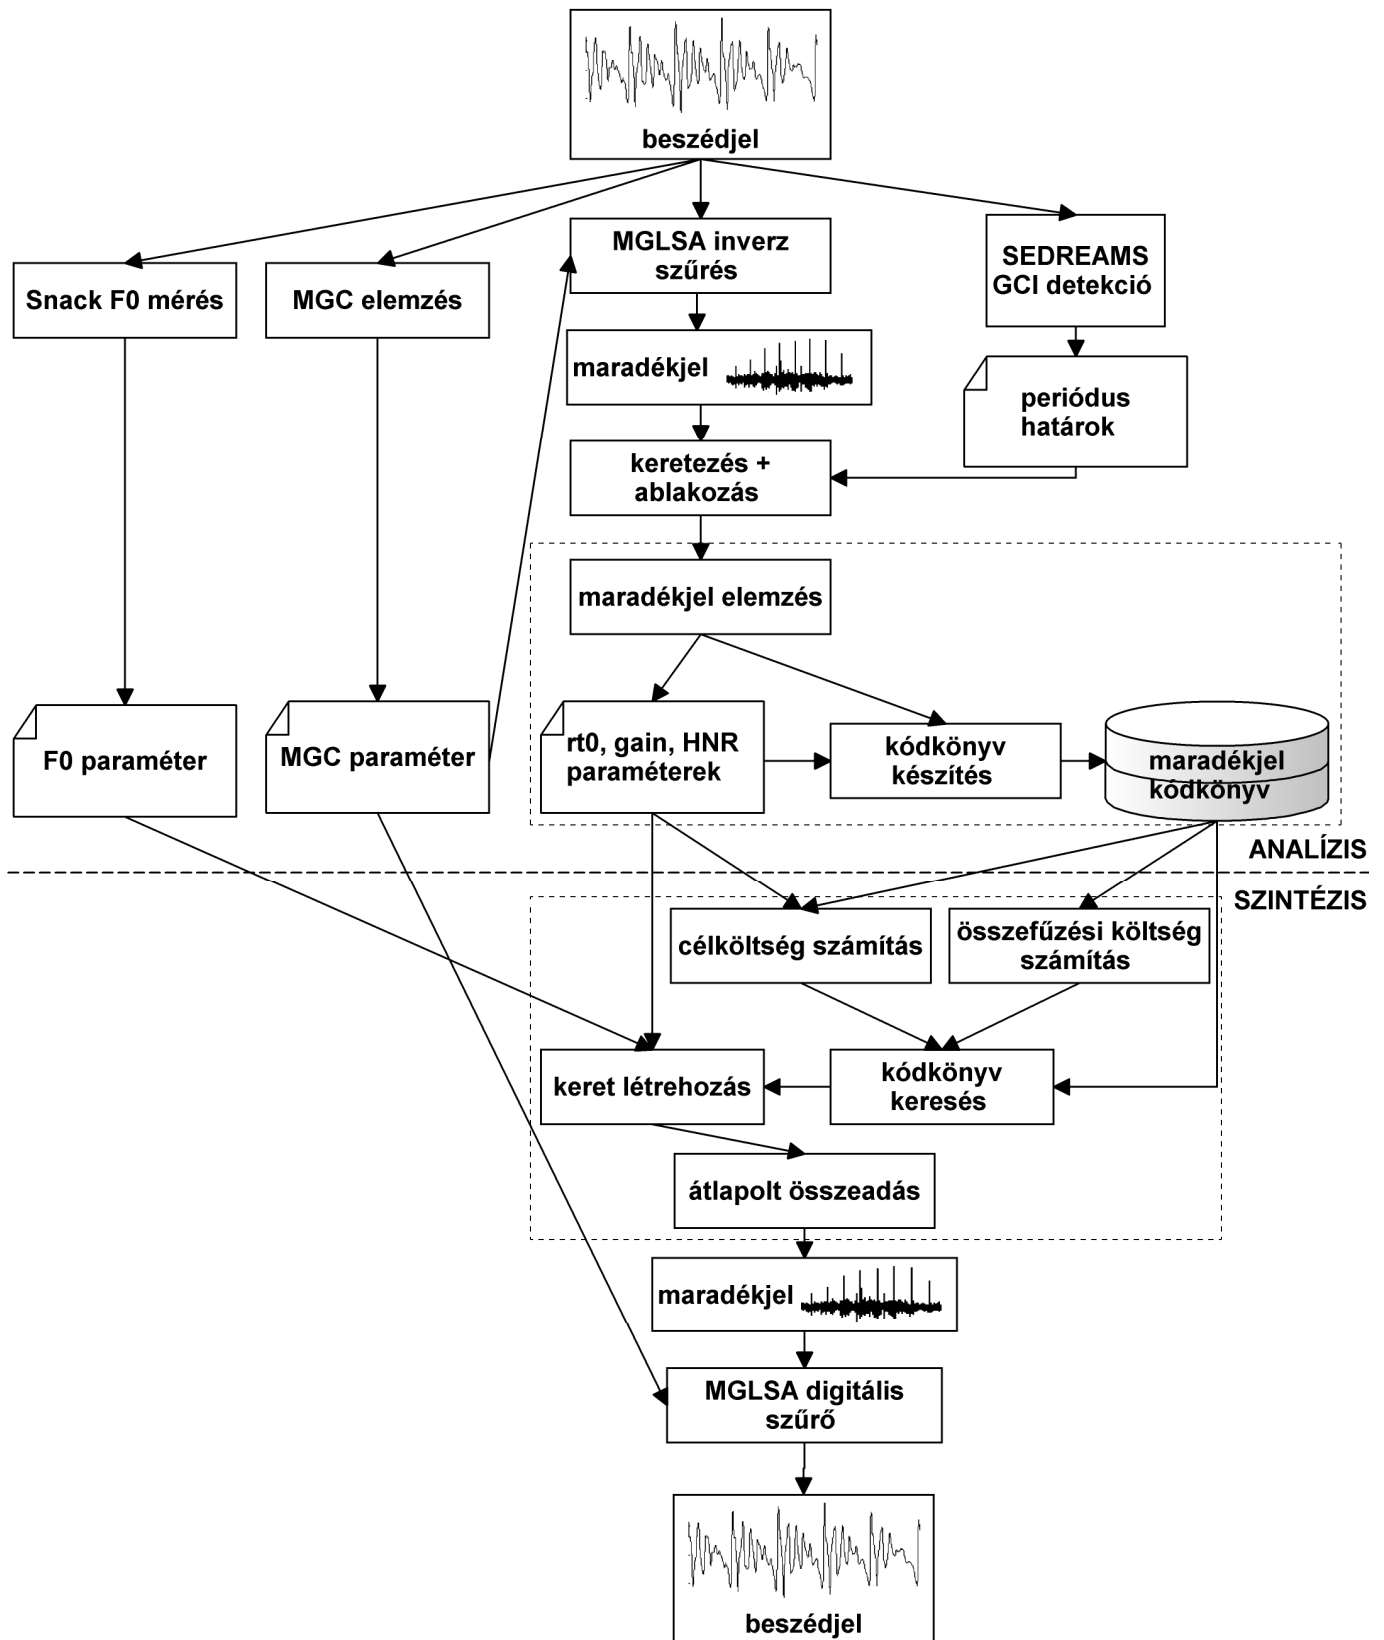 beszédjel
MGLSA inverz
szűrés
SEDREAMS
GCI detekció
Snack F0 mérés
MGC elemzés
maradékjel
periódus
határok
keretezés +
ablakozás
maradékjel elemzés
F0 paraméter
MGC paraméter
rt0, gain, HNR
paraméterek
kódkönyv
készítés
maradékjel
kódkönyv
ANALÍZIS
SZINTÉZIS
célköltség számítás
összefűzési költség
számítás
keret létrehozás
kódkönyv
keresés
átlapolt összeadás
maradékjel
MGLSA digitális
szűrő
beszédjel